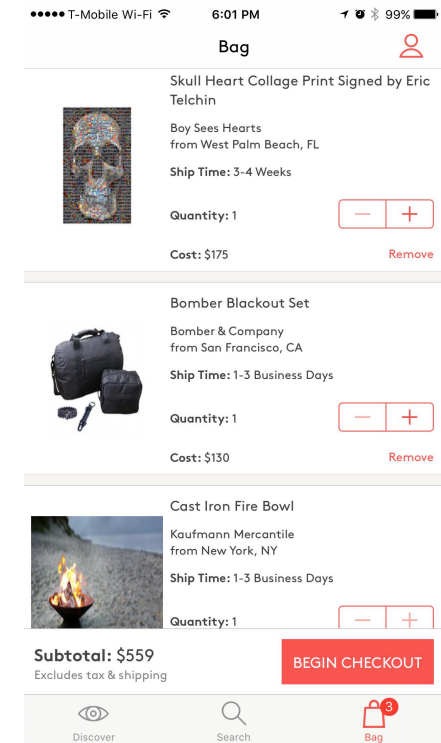 T-Mobile Wi-Fi 6:01 PM 99%
Bag
Skull Heart Collage Print Signed by Eric
Telchin
Boy Sees Hearts
from West Palm Beach, FL
Ship Time: 3-4 Weeks
Quantity: 1
Cost: $175 Remove
Bomber Blackout Set
Bomber & Company
from San Francisco, CA
Ship Time: 1-3 Business Days
Quantity: 1
Cost: $130 Remove
Cast Iron Fire Bowl
Kaufmann Mercantile
from New York, NY
Ship Time: 1-3 Business Days
Quantity: 1
Subtotal: $559
Excludes tax & shipping
BEGIN CHECKOUT
3
Discover Search Bag